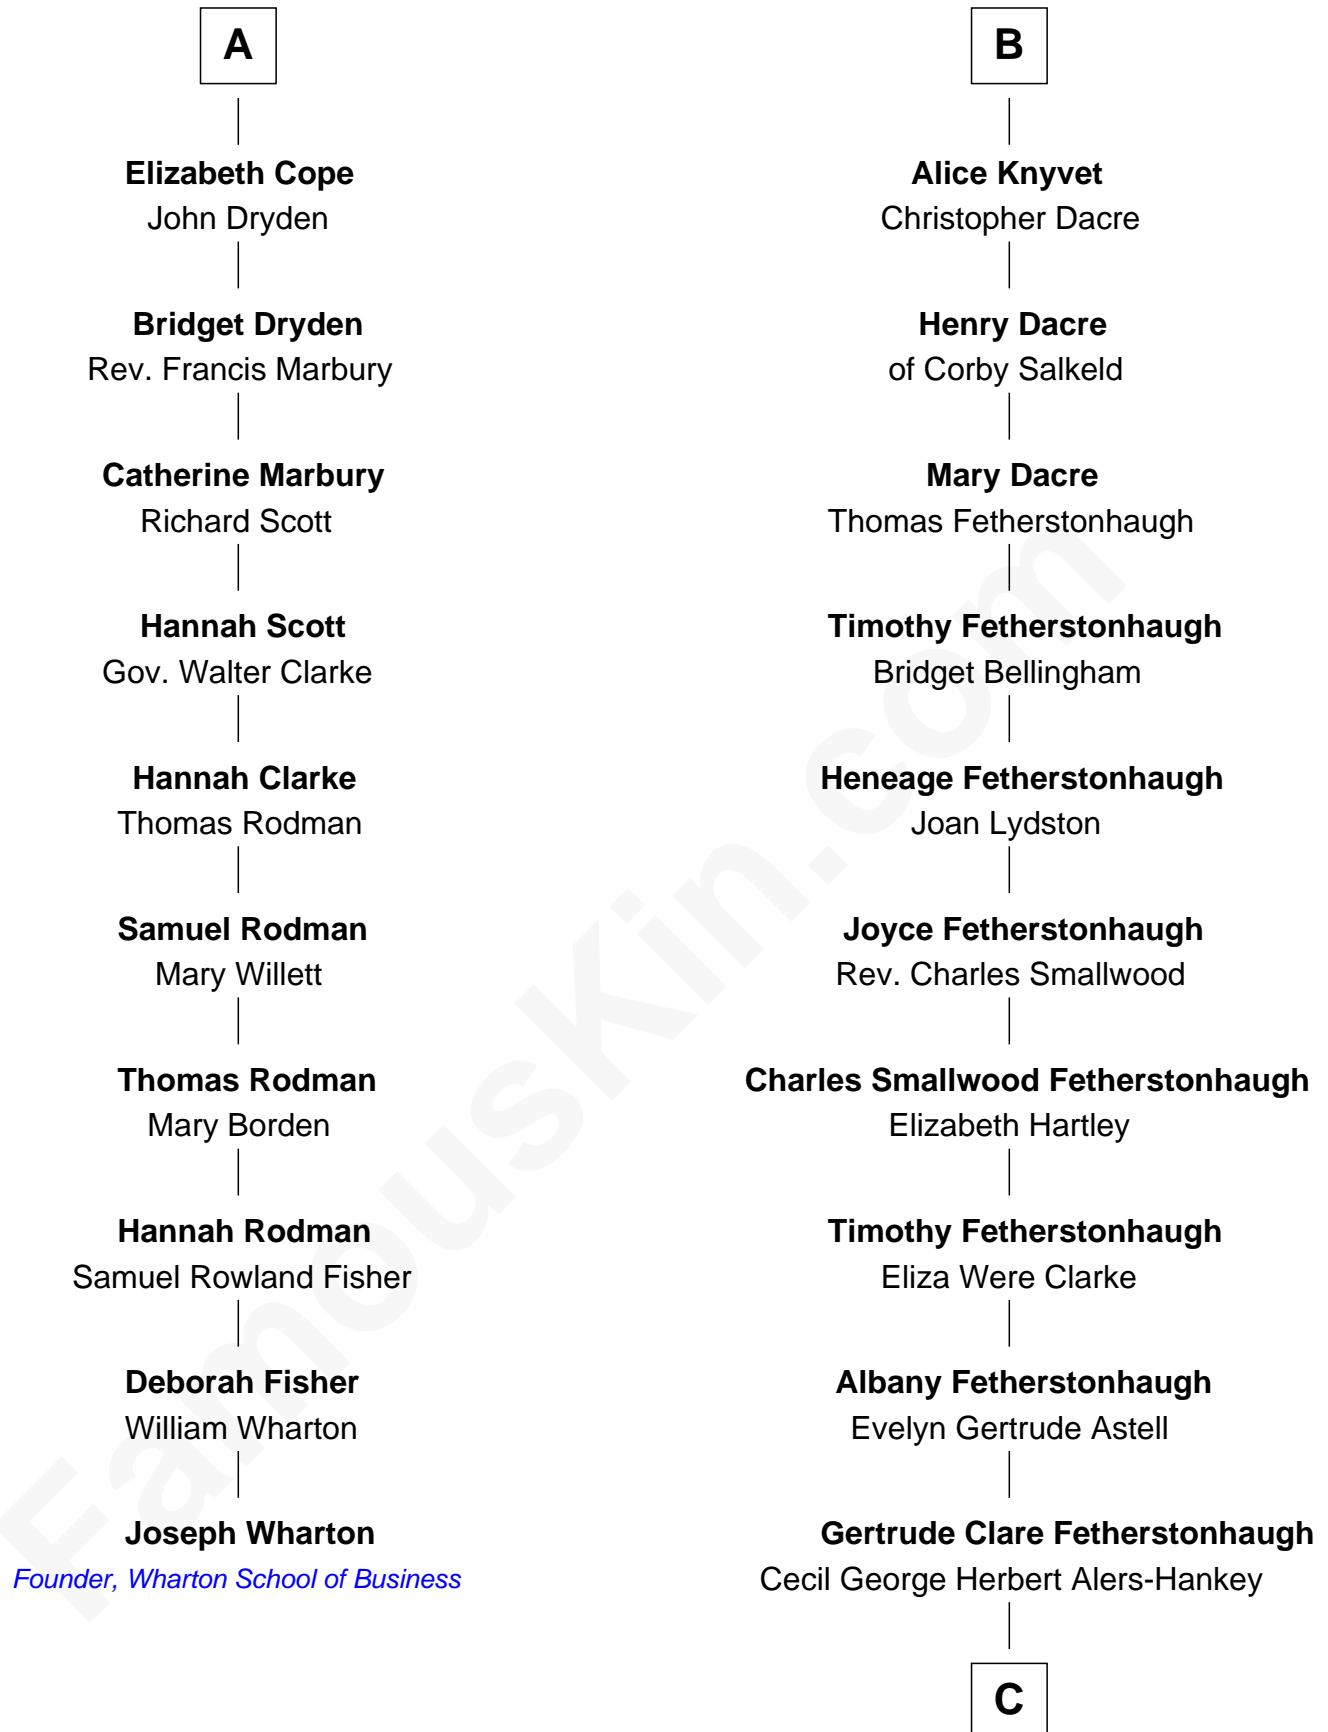 A
Elizabeth Cope
John Dryden
Bridget Dryden
Rev. Francis Marbury
Catherine Marbury
Richard Scott
Hannah Scott
Gov. Walter Clarke
Hannah Clarke
Thomas Rodman
Samuel Rodman
Mary Willett
Thomas Rodman
Mary Borden
Hannah Rodman
Samuel Rowland Fisher
Deborah Fisher
William Wharton
Joseph Wharton
Founder, Wharton School of Business
B
Alice Knyvet
Christopher Dacre
Henry Dacre
of Corby Salkeld
Mary Dacre
Thomas Fetherstonhaugh
Timothy Fetherstonhaugh
Bridget Bellingham
Heneage Fetherstonhaugh
Joan Lydston
Joyce Fetherstonhaugh
Rev. Charles Smallwood
Charles Smallwood Fetherstonhaugh
Elizabeth Hartley
Timothy Fetherstonhaugh
Eliza Were Clarke
Albany Fetherstonhaugh
Evelyn Gertrude Astell
Gertrude Clare Fetherstonhaugh
Cecil George Herbert Alers-Hankey
C
FamousKin.com